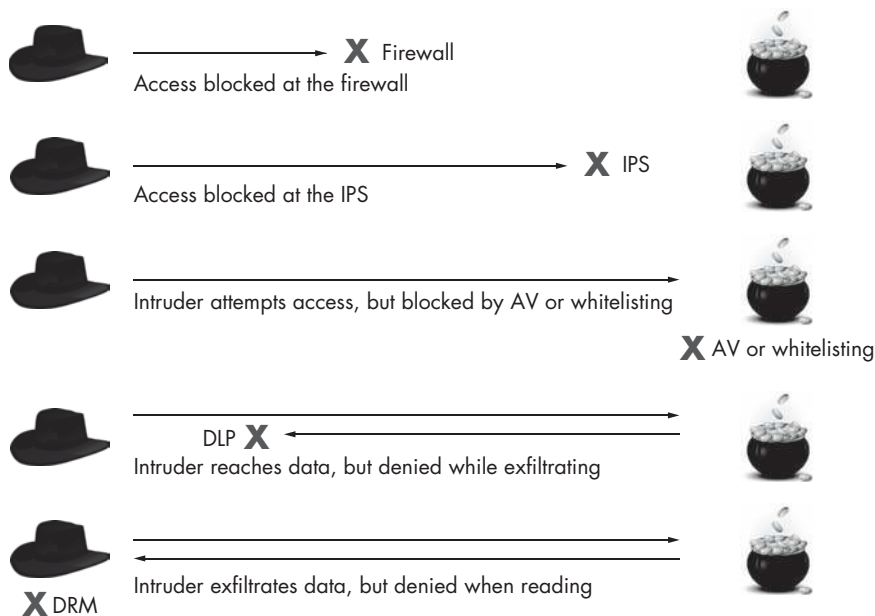 X Firewall
Access blocked at the firewall
X IPS
Access blocked at the IPS
Intruder attempts access, but blocked by AV or whitelisting
X AV or whitelisting
DLP X
Intruder reaches data, but denied while exfiltrating
Intruder exfiltrates data, but denied when reading
X DRM